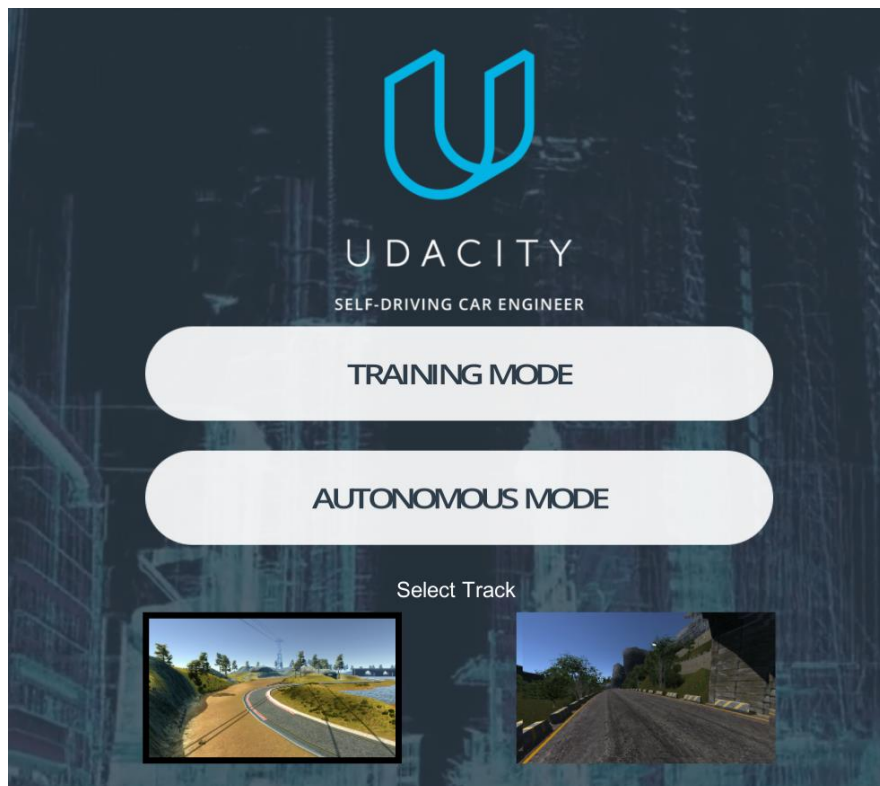 UDACITY
SELF-DRIVING CAR ENGINEER
TRAINING MODE
AUTONOMOUS MODE
Select Track